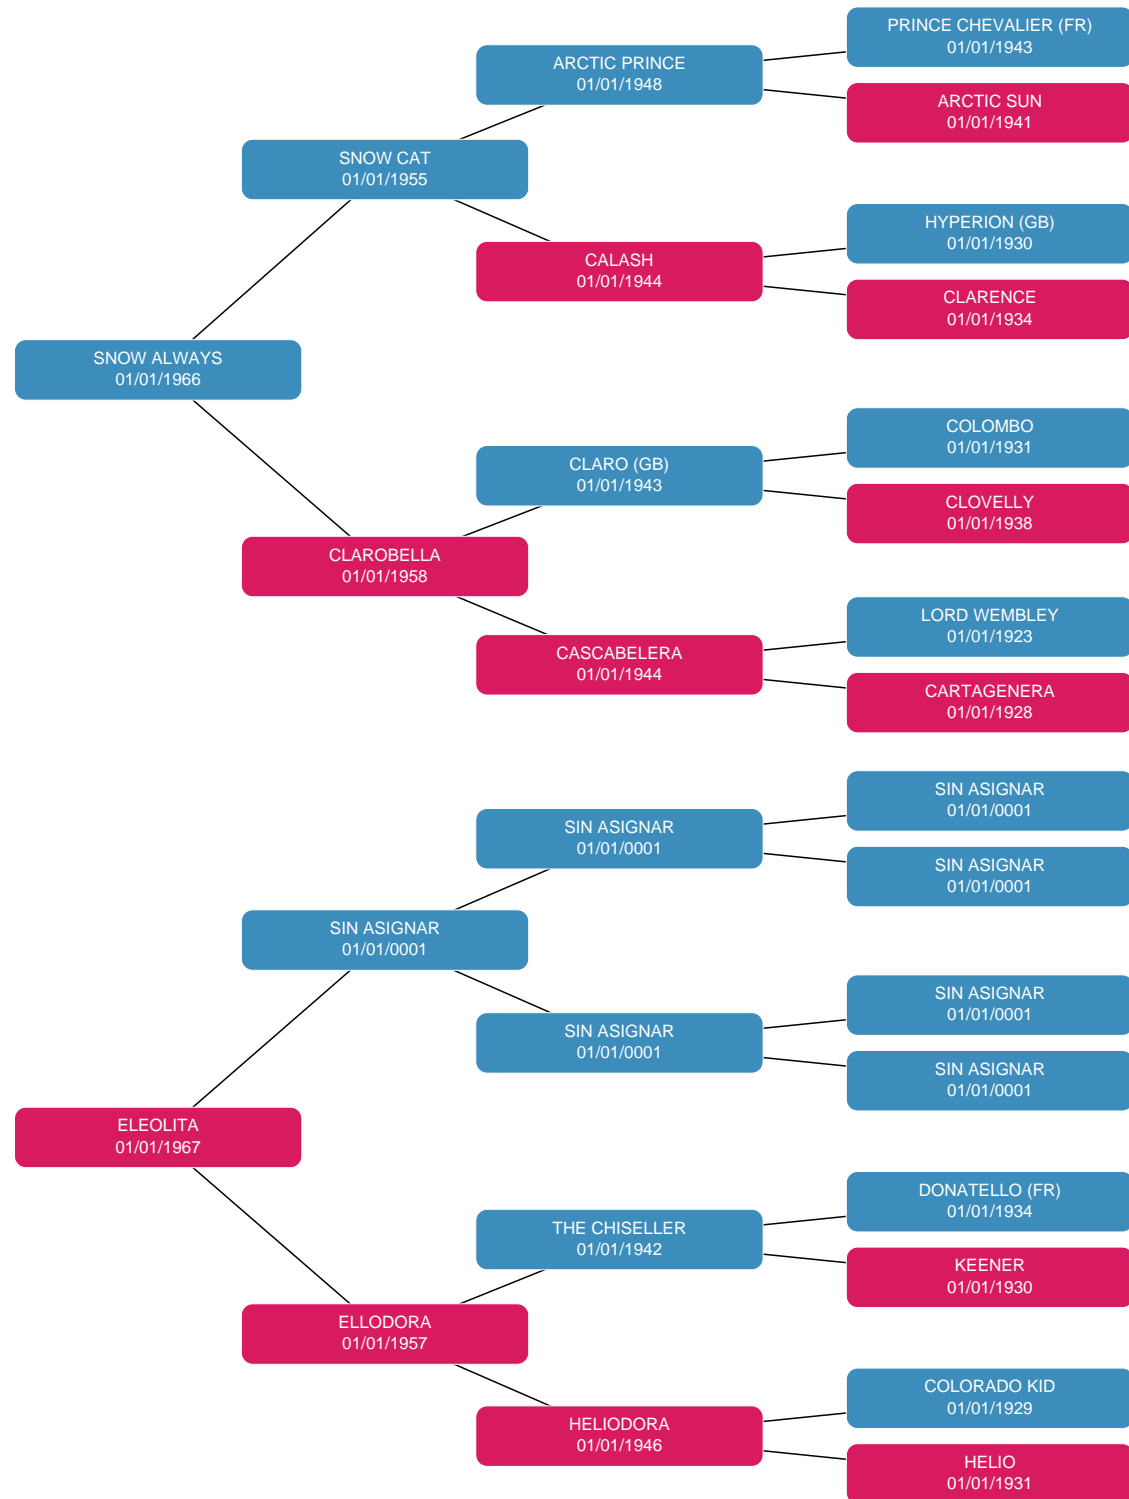 PRINCE CHEVALIER (FR)
01/01/1943
ARCTIC PRINCE
01/01/1948
ARCTIC SUN
01/01/1941
SNOW CAT
01/01/1955
HYPERION (GB)
01/01/1930
CALASH
01/01/1944
CLARENCE
01/01/1934
SNOW ALWAYS
01/01/1966
COLOMBO
01/01/1931
CLARO (GB)
01/01/1943
CLOVELLY
01/01/1938
CLAROBELLA
01/01/1958
LORD WEMBLEY
01/01/1923
CASCABELERA
01/01/1944
CARTAGENERA
01/01/1928
SIN ASIGNAR
01/01/0001
SIN ASIGNAR
01/01/0001
SIN ASIGNAR
01/01/0001
SIN ASIGNAR
01/01/0001
SIN ASIGNAR
01/01/0001
SIN ASIGNAR
01/01/0001
SIN ASIGNAR
01/01/0001
ELEOLITA
01/01/1967
DONATELLO (FR)
01/01/1934
THE CHISELLER
01/01/1942
KEENER
01/01/1930
ELLODORA
01/01/1957
COLORADO KID
01/01/1929
HELIODORA
01/01/1946
HELIO
01/01/1931